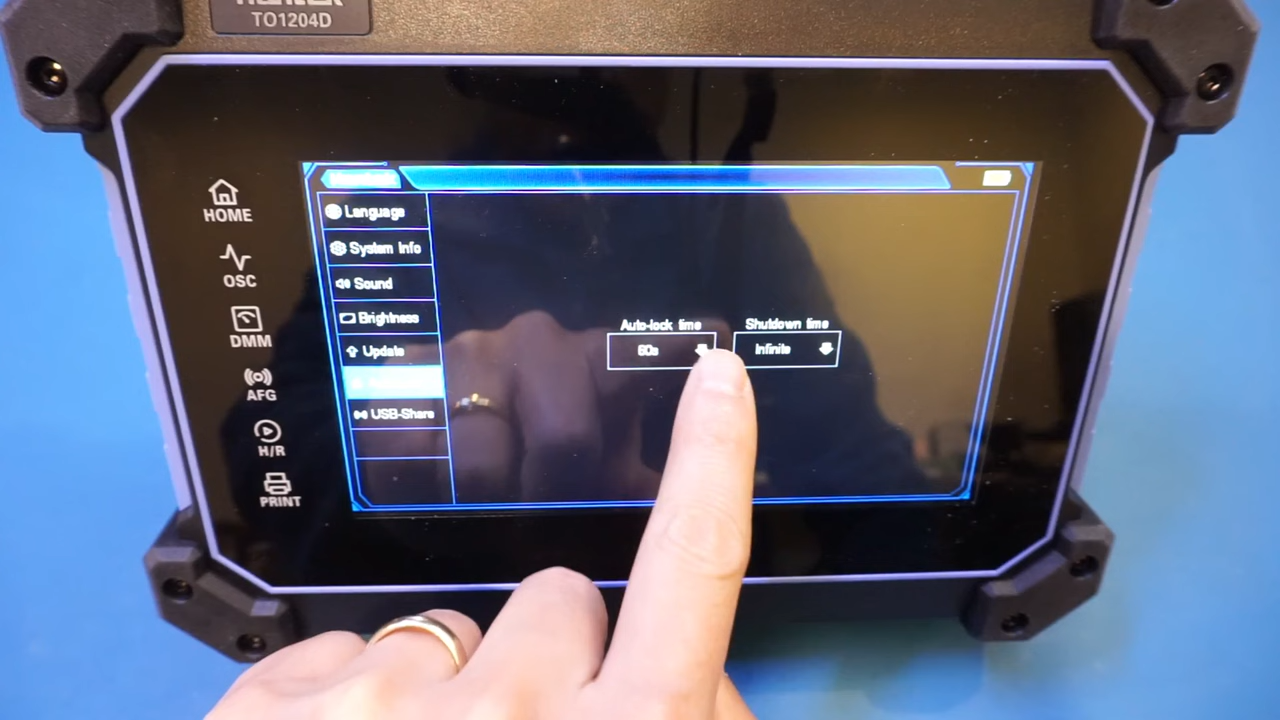 TO1204D
HOME
OSC
DMM
AFG
H/R
PRINT
Language
System Info
Sound
Brightness
Update
USB-Share
Auto-lock time
60s
Shutdown time
Infinite